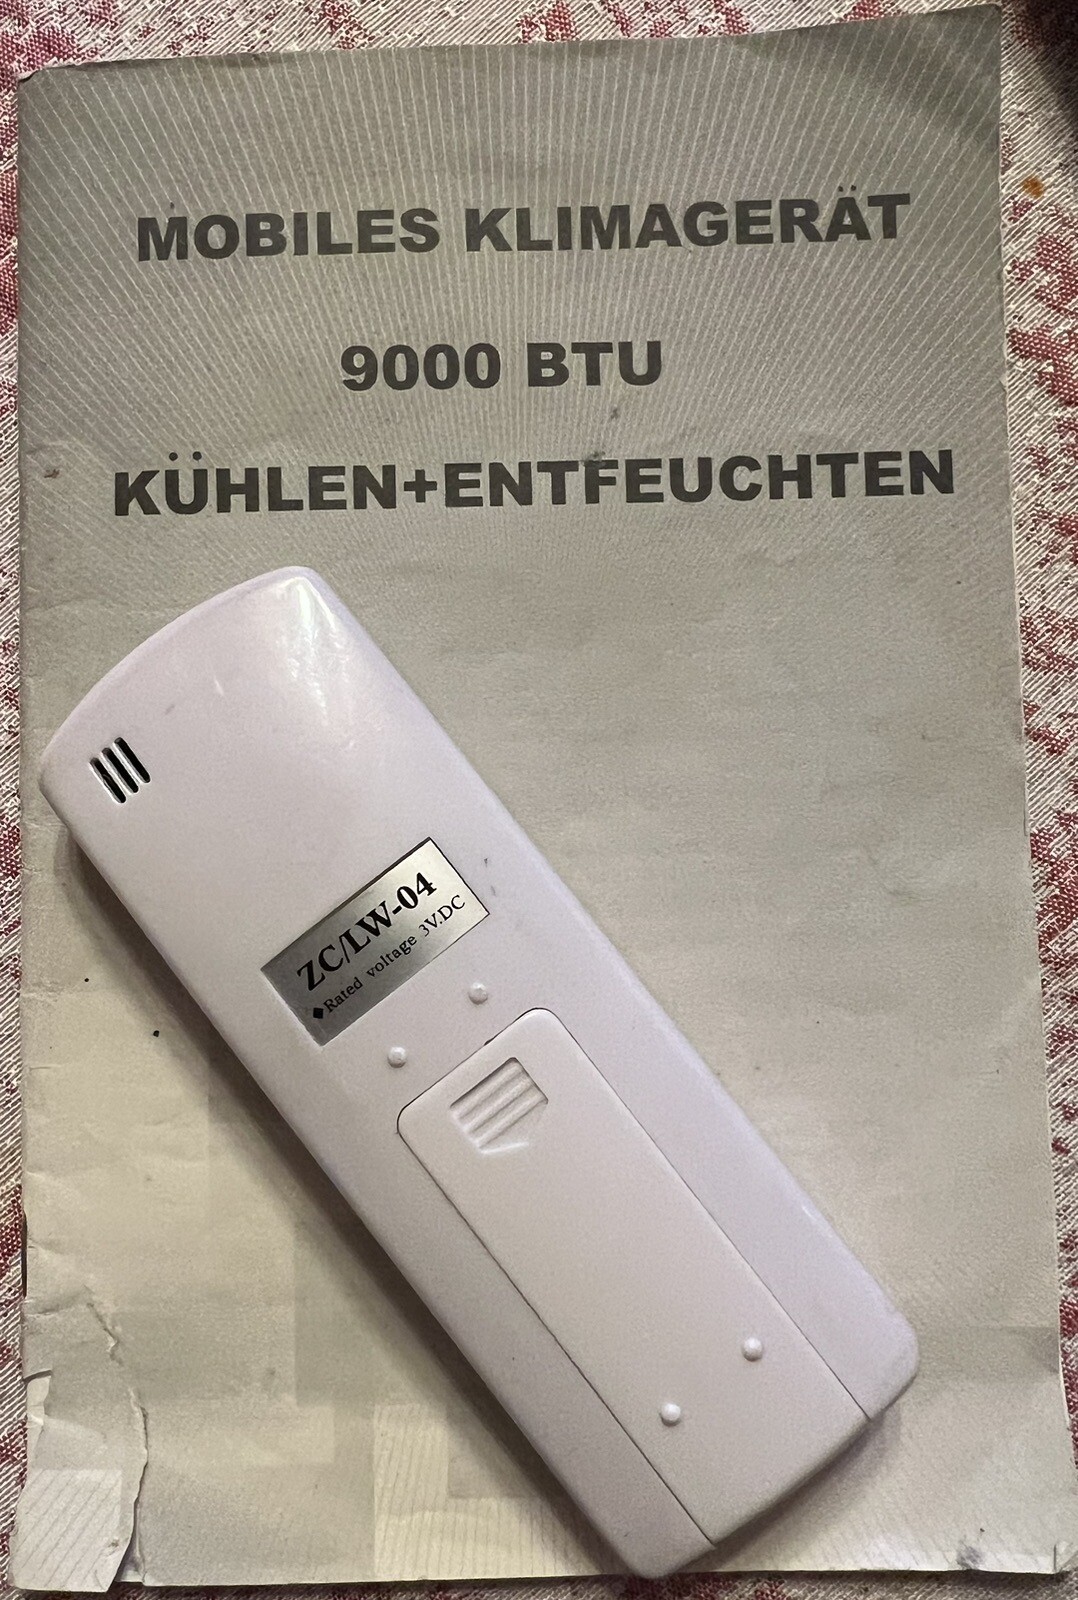 MOBILES KLIMAGERÄT
9000 BTU
KÜHLEN+ENTFEUCHTEN
ZC/LW-04
◆Rated voltage 3V.DC